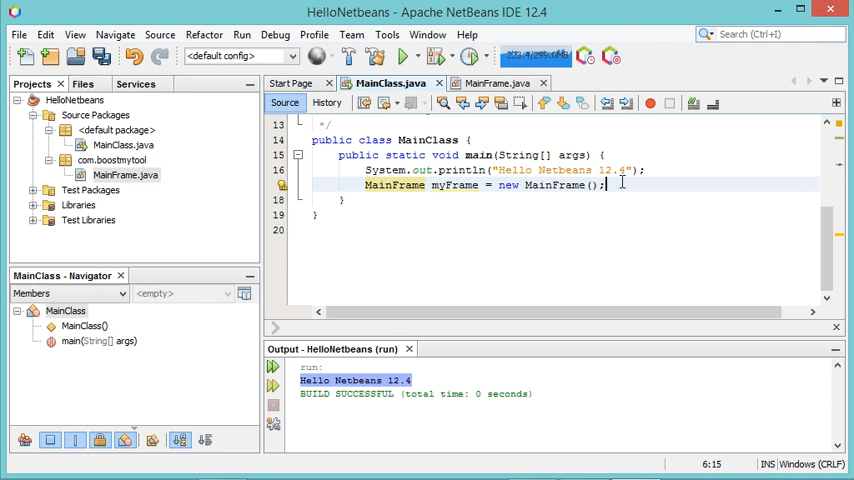 HelloNetbeans - Apache NetBeans IDE 12.4
File Edit View Navigate Source Refactor Run Debug Profile Team Tools Window Help
Search (Ctrl+I)
<default config>
223.4/299.0MB
Projects Files Services
Start Page MainClass.java MainFrame.java
Source History
HelloNetbeans
Source Packages
<default package>
MainClass.java
com.boostmytool
MainFrame.java
Test Packages
Libraries
Test Libraries
13 */
14 public class MainClass {
15 public static void main(String[] args) {
16 System.out.println("Hello Netbeans 12.4");
MainFrame myFrame = new MainFrame();
18 }
19 }
20
MainClass - Navigator
Members <empty>
MainClass
MainClass()
main(String[] args)
Output - HelloNetbeans (run)
run:
Hello Netbeans 12.4
BUILD SUCCESSFUL (total time: 0 seconds)
6:15 INS Windows (CRLF)